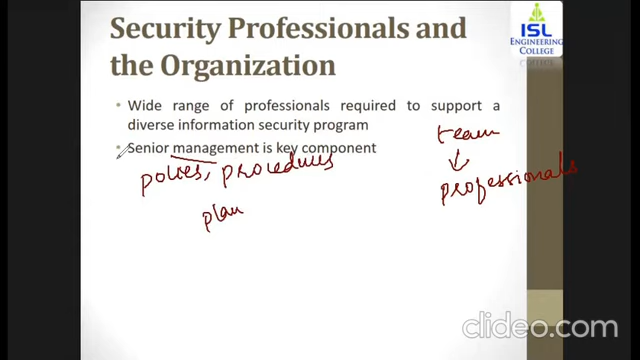 Security Professionals and
the Organization
ISL
ENGINEERING
COLLEGE
• Wide range of professionals required to support a
diverse information security program
• Senior management is key component
team
polices, procedures
professionals
plan
clideo.com